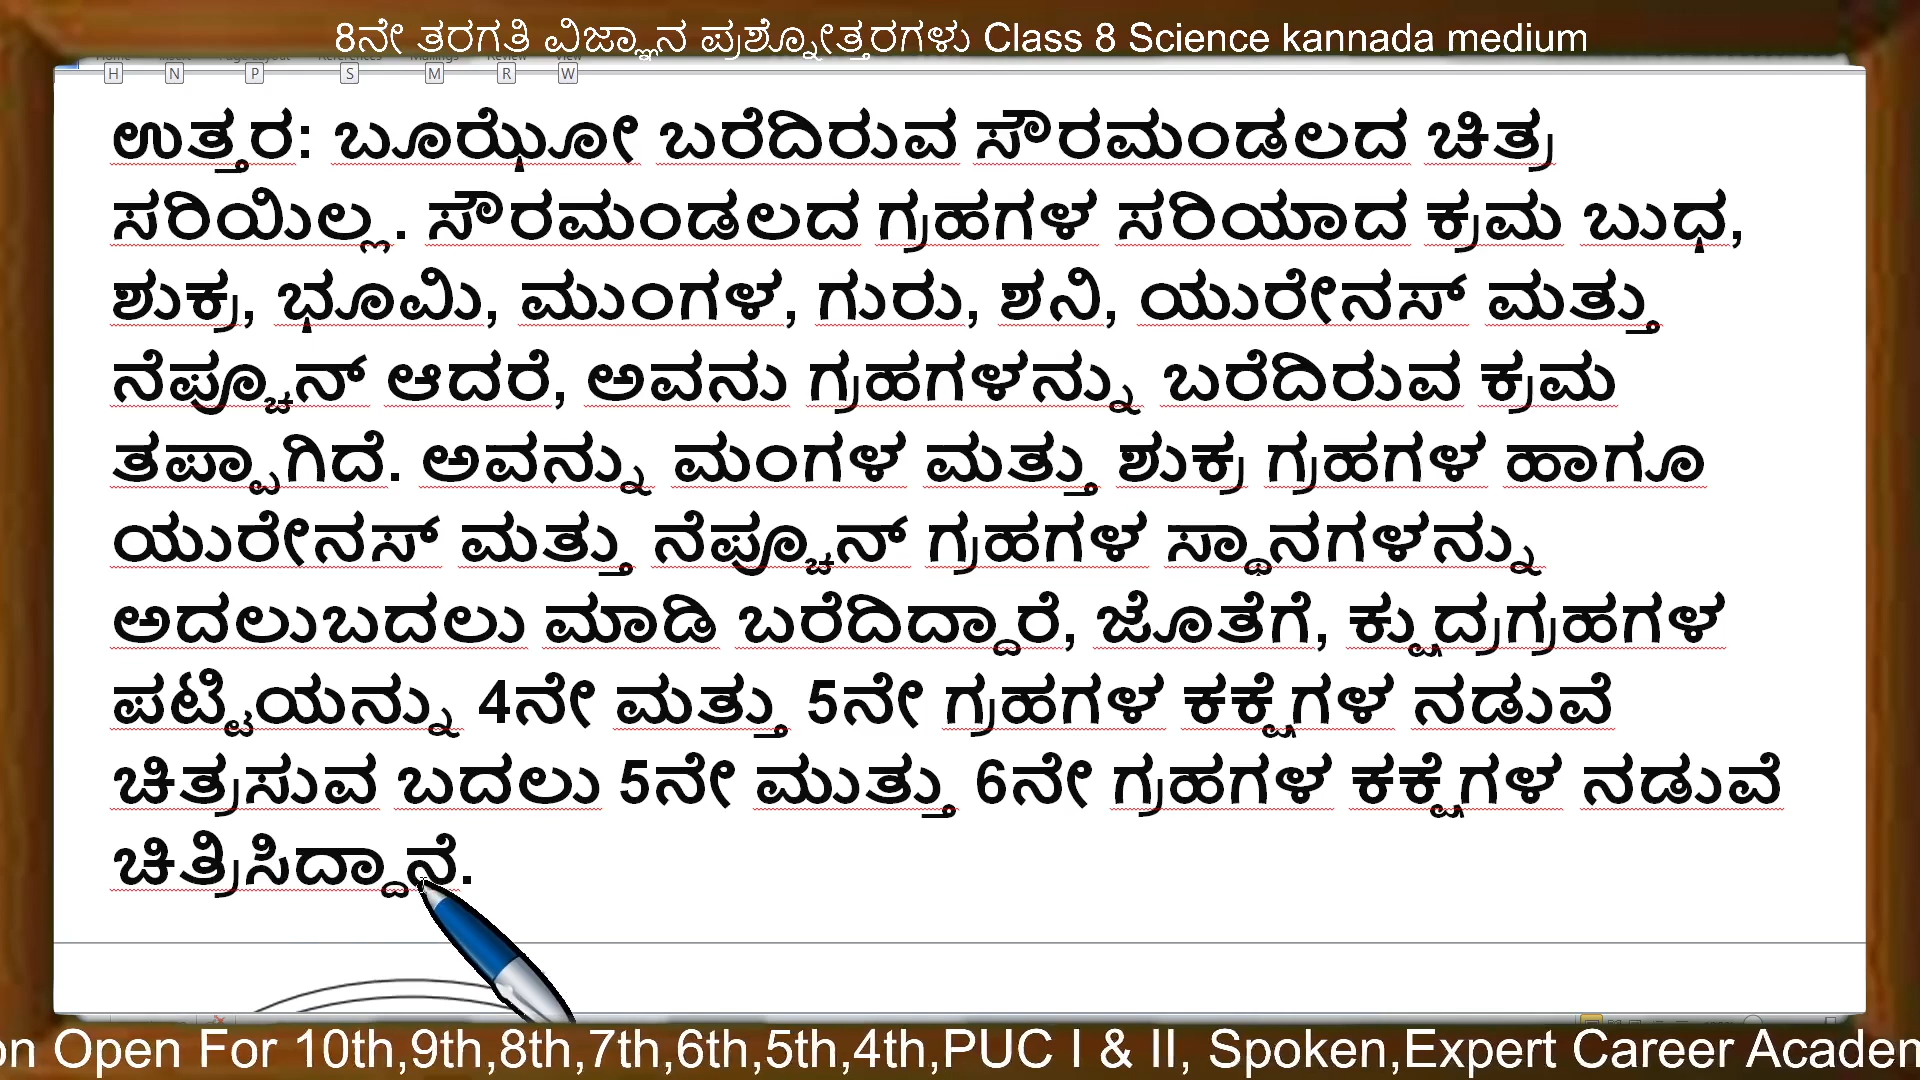 8ನೇ ತರಗತಿ ವಿಜ್ಞಾನ ಪ್ರಶ್ನೋತ್ತರಗಳು Class 8 Science kannada medium
H N P S M R W
ಉತ್ತರ: ಬೂಝೋ ಬರೆದಿರುವ ಸೌರಮಂಡಲದ ಚಿತ್ರ
ಸರಿಯಿಲ್ಲ. ಸೌರಮಂಡಲದ ಗ್ರಹಗಳ ಸರಿಯಾದ ಕ್ರಮ ಬುಧ,
ಶುಕ್ರ, ಭೂಮಿ, ಮುಂಗಳ, ಗುರು, ಶನಿ, ಯುರೇನಸ್ ಮತ್ತು
ನೆಪ್ಚೂನ್ ಆದರೆ, ಅವನು ಗ್ರಹಗಳನ್ನು ಬರೆದಿರುವ ಕ್ರಮ
ತಪ್ಪಾಗಿದೆ. ಅವನ್ನು ಮಂಗಳ ಮತ್ತು ಶುಕ್ರ ಗ್ರಹಗಳ ಹಾಗೂ
ಯುರೇನಸ್ ಮತ್ತು ನೆಪ್ಚೂನ್ ಗ್ರಹಗಳ ಸ್ಥಾನಗಳನ್ನು
ಅದಲುಬದಲು ಮಾಡಿ ಬರೆದಿದ್ದಾರೆ, ಜೊತೆಗೆ, ಕ್ಷುದ್ರಗ್ರಹಗಳ
ಪಟ್ಟಿಯನ್ನು 4ನೇ ಮತ್ತು 5ನೇ ಗ್ರಹಗಳ ಕಕ್ಷೆಗಳ ನಡುವೆ
ಚಿತ್ರಸುವ ಬದಲು 5ನೇ ಮುತ್ತು 6ನೇ ಗ್ರಹಗಳ ಕಕ್ಷೆಗಳ ನಡುವೆ
ಚಿತ್ರಿಸಿದ್ದಾನೆ.
on Open For 10th,9th,8th,7th,6th,5th,4th,PUC I & II, Spoken,Expert Career Academ